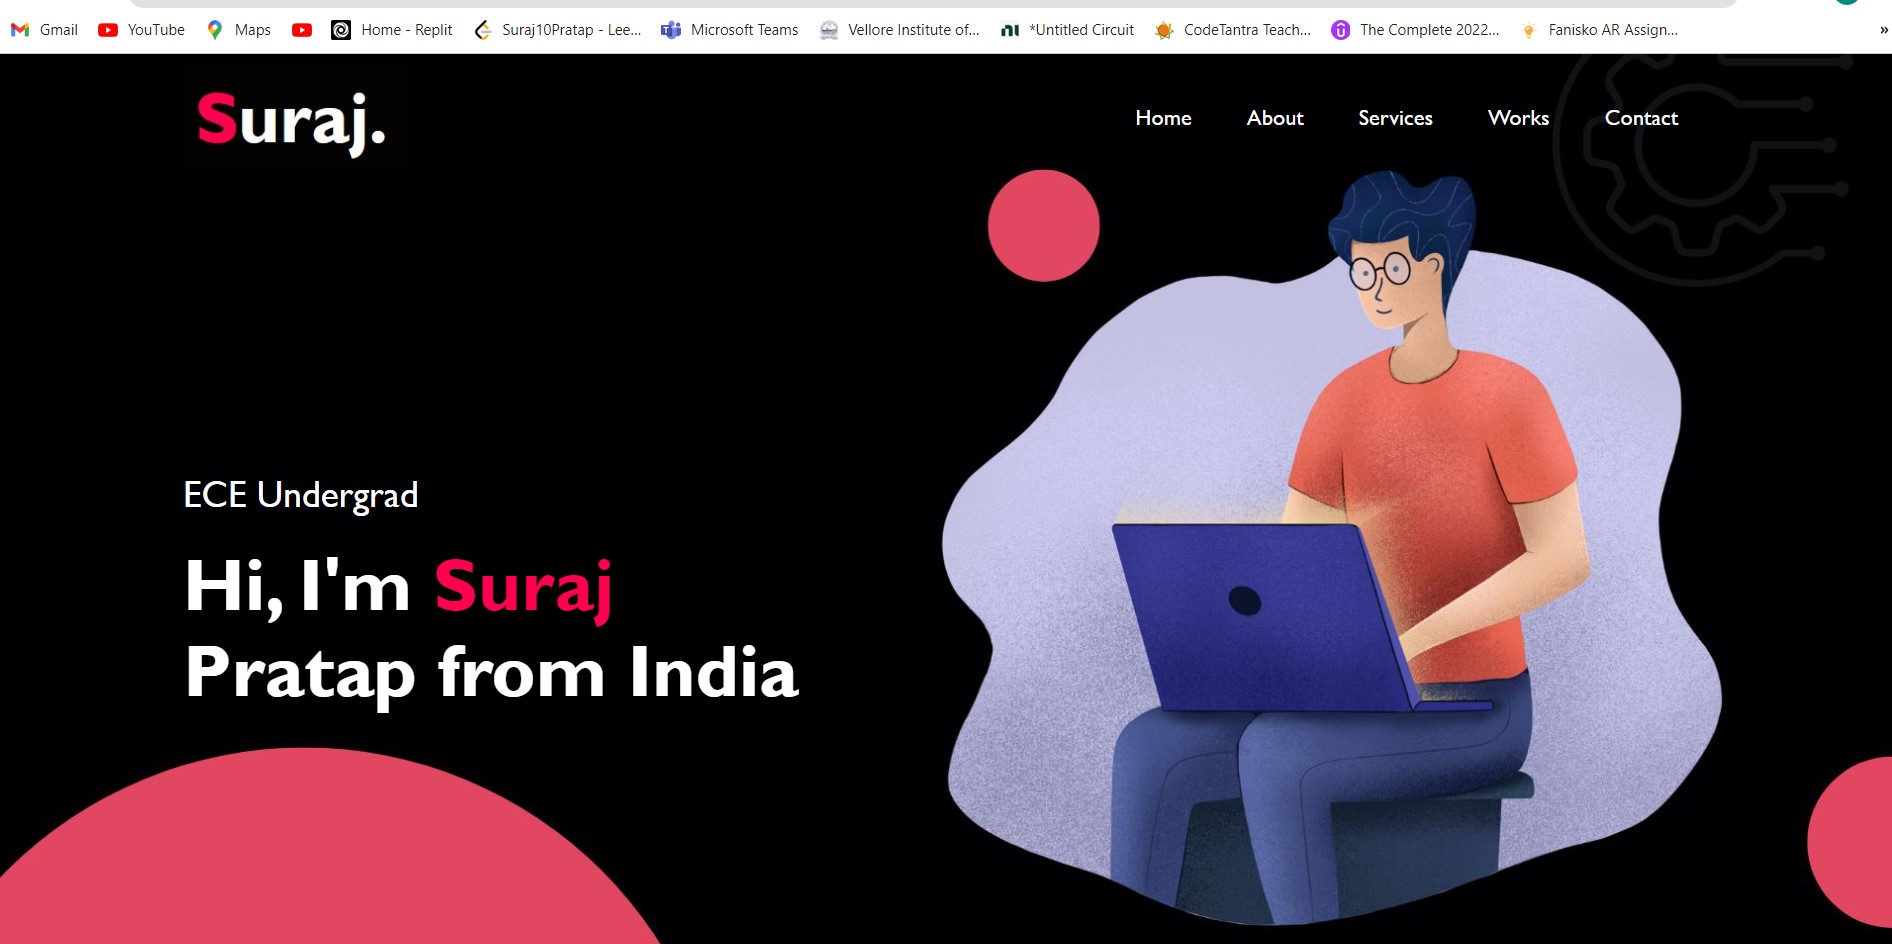 Gmail YouTube Maps Home - Replit Suraj10Pratap - Lee... Microsoft Teams Vellore Institute of... *Untitled Circuit CodeTantra Teach... The Complete 2022... Fanisko AR Assign... »
Suraj.
Home About Services Works Contact
ECE Undergrad
Hi, I'm Suraj
Pratap from India